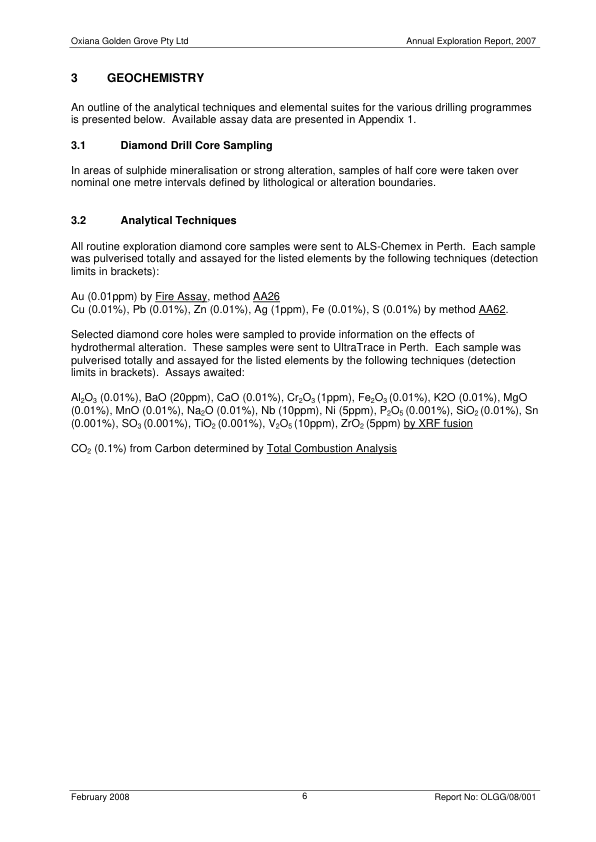 Oxiana Golden Grove Pty Ltd Annual Exploration Report, 2007
3 GEOCHEMISTRY
An outline of the analytical techniques and elemental suites for the various drilling programmes
is presented below. Available assay data are presented in Appendix 1.
3.1 Diamond Drill Core Sampling
In areas of sulphide mineralisation or strong alteration, samples of half core were taken over
nominal one metre intervals defined by lithological or alteration boundaries.
3.2 Analytical Techniques
All routine exploration diamond core samples were sent to ALS-Chemex in Perth. Each sample
was pulverised totally and assayed for the listed elements by the following techniques (detection
limits in brackets):
Au (0.01ppm) by Fire Assay, method AA26
Cu (0.01%), Pb (0.01%), Zn (0.01%), Ag (1ppm), Fe (0.01%), S (0.01%) by method AA62.
Selected diamond core holes were sampled to provide information on the effects of
hydrothermal alteration. These samples were sent to UltraTrace in Perth. Each sample was
pulverised totally and assayed for the listed elements by the following techniques (detection
limits in brackets). Assays awaited:
Al₂O₃ (0.01%), BaO (20ppm), CaO (0.01%), Cr₂O₃ (1ppm), Fe₂O₃ (0.01%), K2O (0.01%), MgO
(0.01%), MnO (0.01%), Na₂O (0.01%), Nb (10ppm), Ni (5ppm), P₂O₅ (0.001%), SiO₂ (0.01%), Sn
(0.001%), SO₃ (0.001%), TiO₂ (0.001%), V₂O₅ (10ppm), ZrO₂ (5ppm) by XRF fusion
CO₂ (0.1%) from Carbon determined by Total Combustion Analysis
February 2008 6 Report No: OLGG/08/001